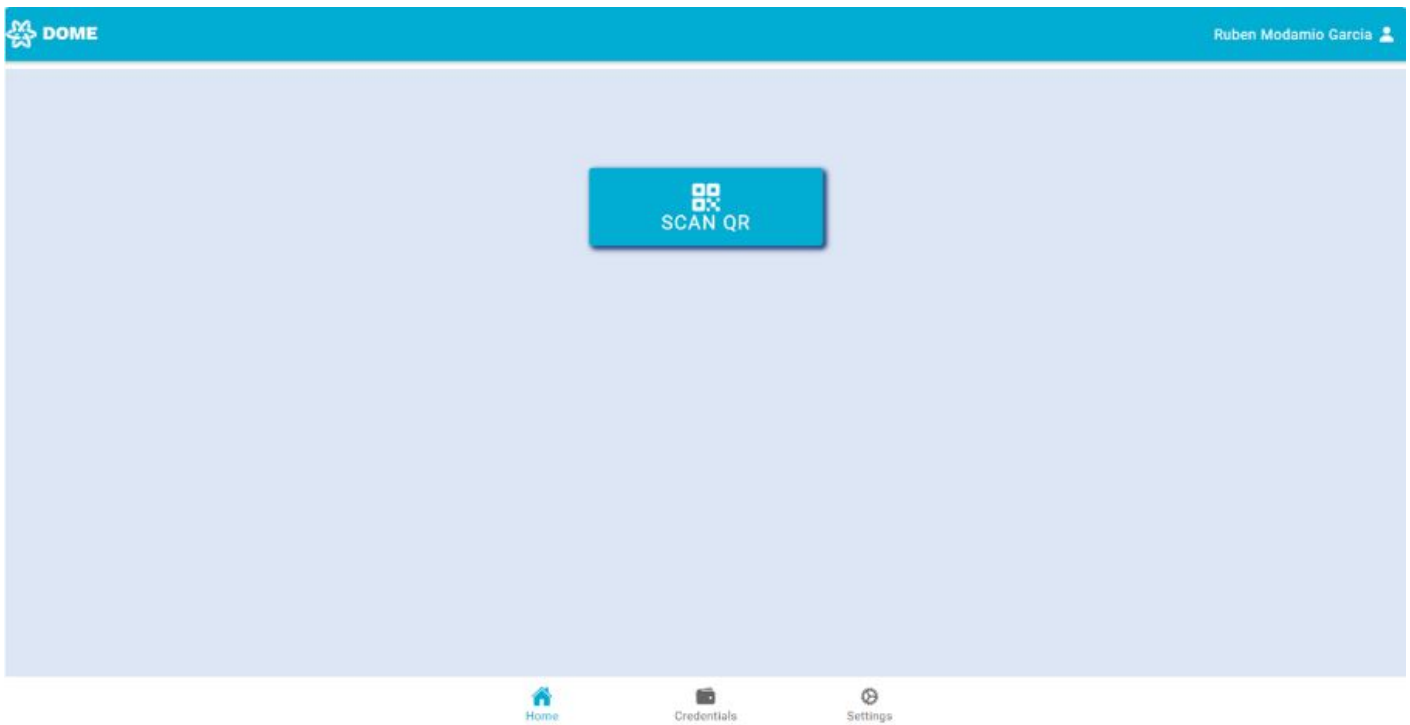 DOME
Ruben Modamio Garcia
SCAN QR
Home
Credentials
Settings